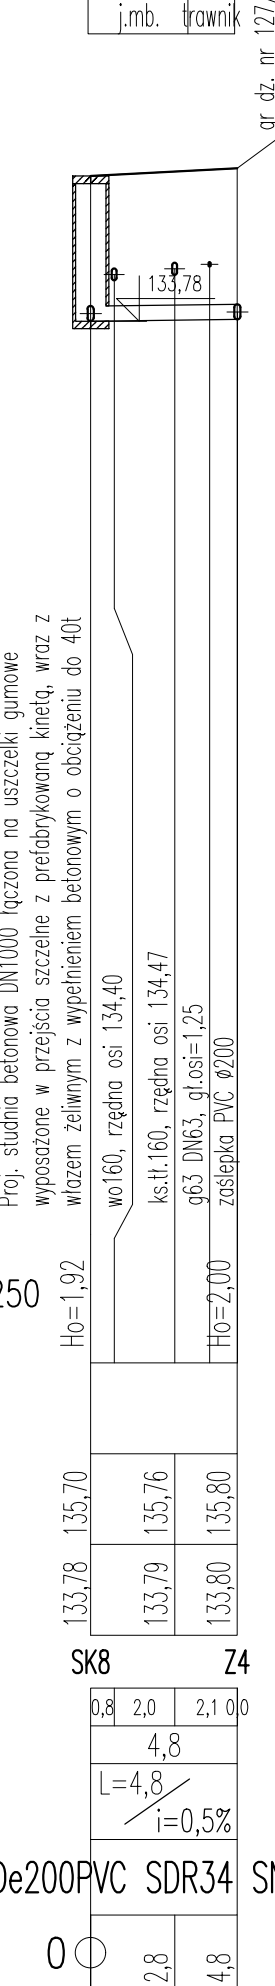 j.mb. trawnik
gr dz. nr 127/
133,78
Proj. studnia betonowa DN1000 łączona na uszczelki gumowe
wyposażone w przejścia szczelne z prefabrykowaną kinetą, wraz z
włazem żeliwnym z wypełnieniem betonowym o obciążeniu do 40t
wo160, rzędna osi 134,40
ks.tł.160, rzędna osi 134,47
g63 DN63, gł.osi=1,25
zaślepka PVC ø200
250
Ho=1,92
Ho=2,00
135,70 135,76 135,80
133,78 133,79 133,80
SK8 Z4
0,8 2,0 2,1 0,0
4,8
L=4,8
i=0,5%
De200PVC SDR34 SN
0 2,8 4,8